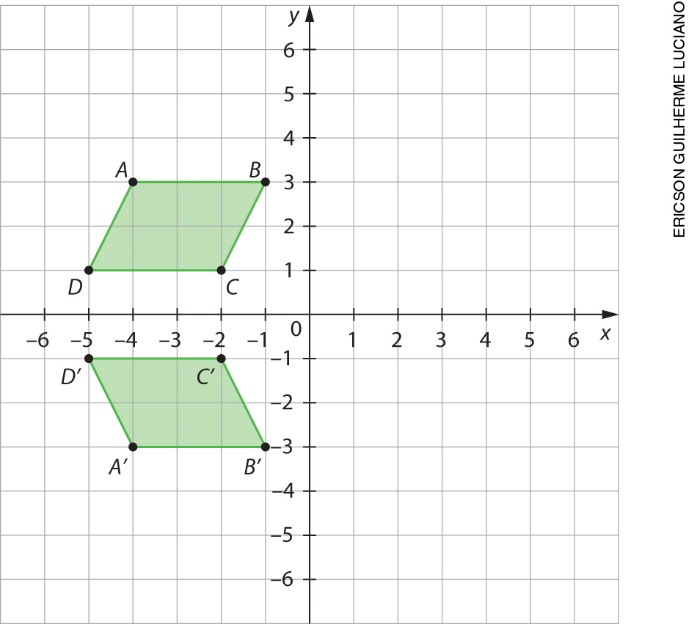 y
6
5
4
A B 3
2
D C 1
–6 –5 –4 –3 –2 –1 0 1 2 3 4 5 6 x
D′ C′ –1
–2
A′ B′ –3
–4
–5
–6
ERICSON GUILHERME LUCIANO